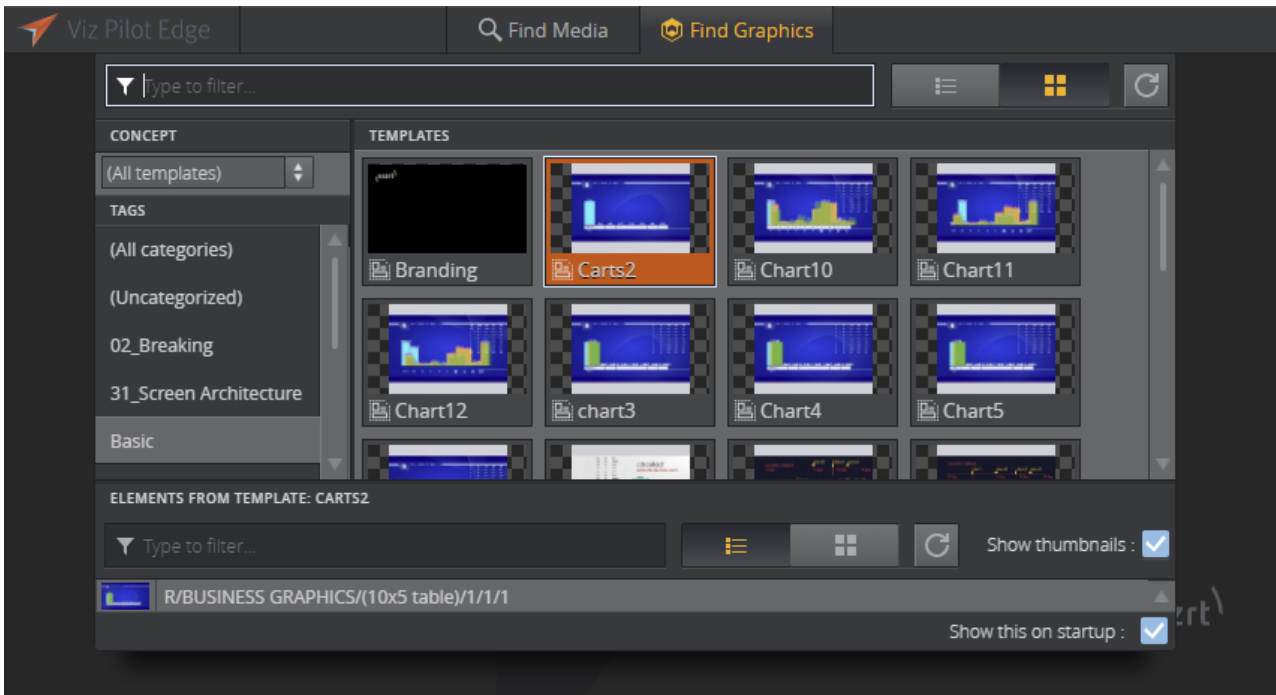 Viz Pilot Edge
Find Media
Find Graphics
Type to filter...
CONCEPT
TEMPLATES
(All templates)
TAGS
(All categories)
(Uncategorized)
02_Breaking
31_Screen Architecture
Basic
Branding
Carts2
Chart10
Chart11
Chart12
chart3
Chart4
Chart5
ELEMENTS FROM TEMPLATE: CARTS2
Type to filter...
Show thumbnails :
R/BUSINESS GRAPHICS/(10x5 table)/1/1/1
Show this on startup :